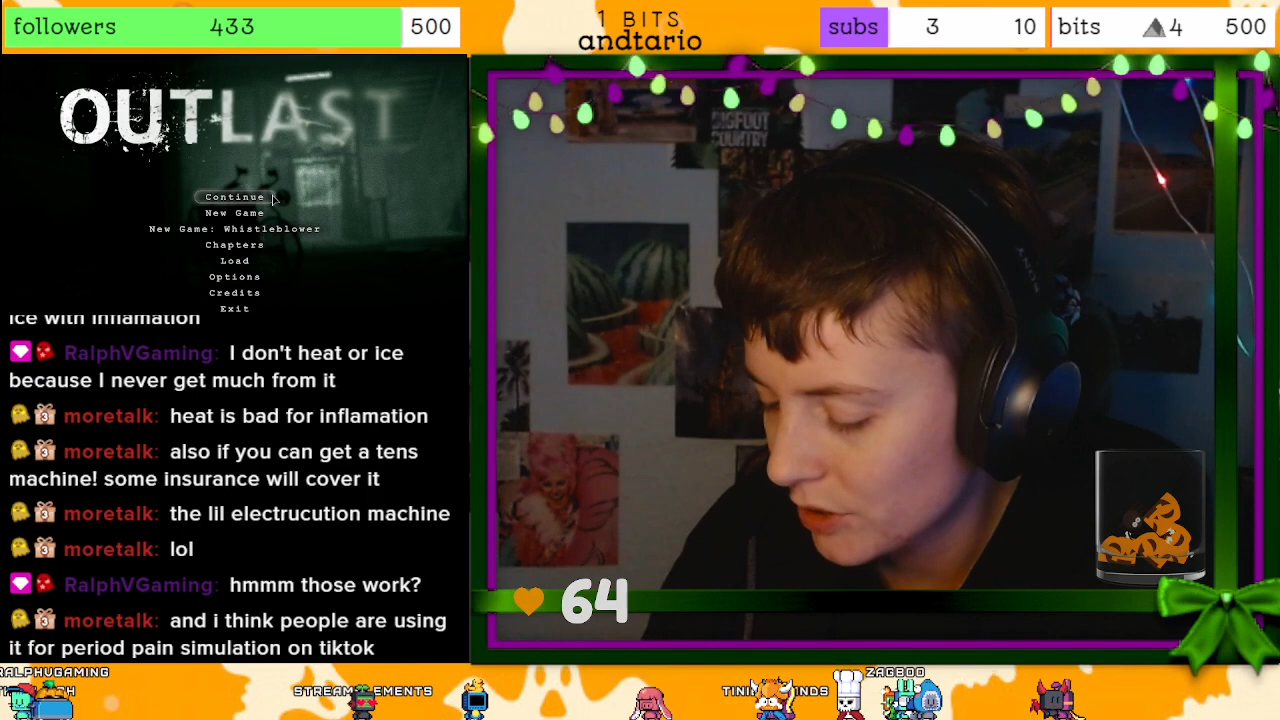 followers 433 500
1 BITS
andtario
subs 3 10
bits 4 500
OUTLAST
Continue
New Game
New Game: Whistleblower
Chapters
Load
Options
Credits
Exit
BIGFOOT
COUNTRY
ice with inflamation
RalphVGaming: I don't heat or ice
because I never get much from it
moretalk: heat is bad for inflamation
moretalk: also if you can get a tens
machine! some insurance will cover it
moretalk: the lil electrucution machine
moretalk: lol
RalphVGaming: hmmm those work?
moretalk: and i think people are using
it for period pain simulation on tiktok
64
RALPHVGAMING
ZAGBOO